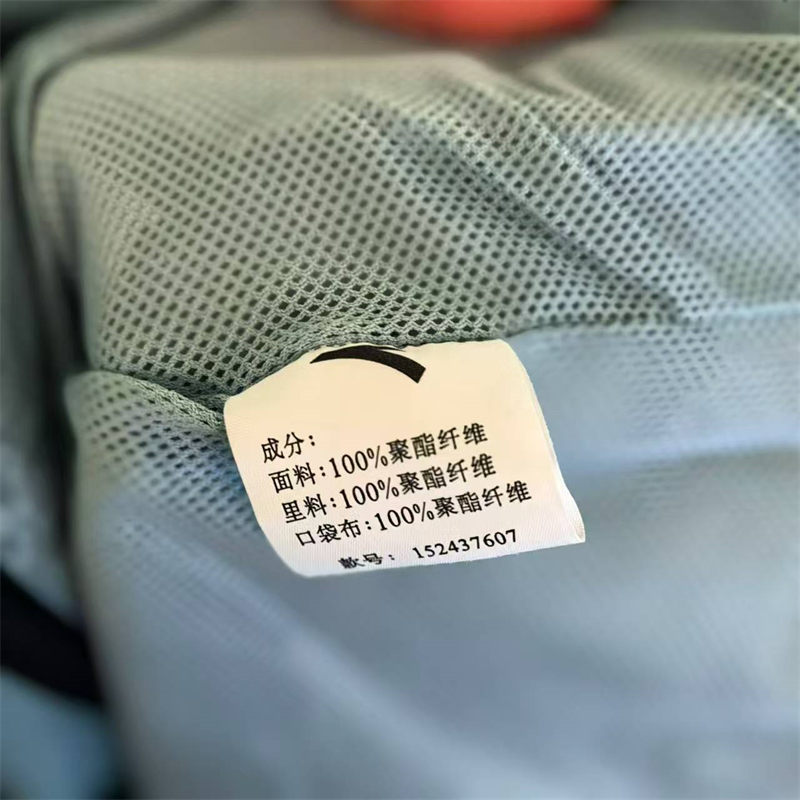 成分:
面料:100%聚酯纤维
里料:100%聚酯纤维
口袋布:100%聚酯纤维
款号: 152437607